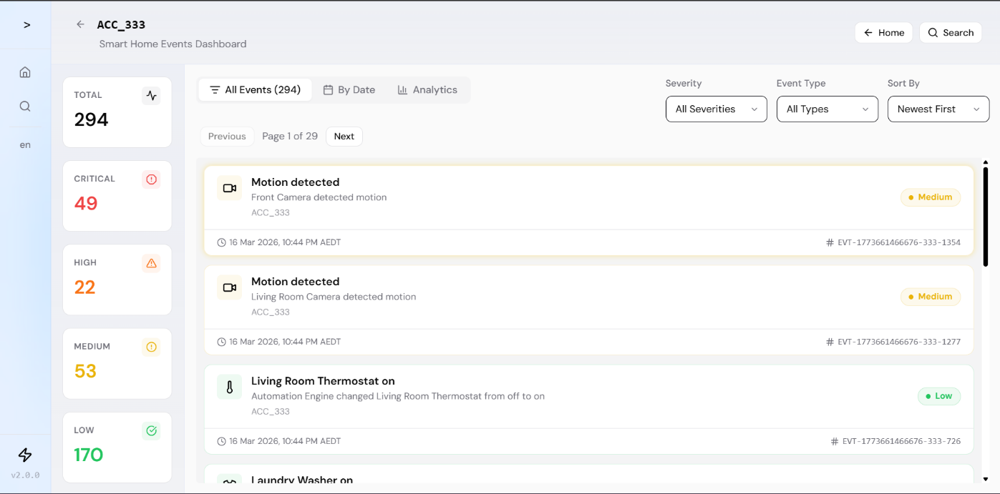 >
ACC_333
Smart Home Events Dashboard
Home
Search
en
v2.0.0
TOTAL
294
CRITICAL
49
HIGH
22
MEDIUM
53
LOW
170
All Events (294)
By Date
Analytics
Severity
All Severities
Event Type
All Types
Sort By
Newest First
Previous
Page 1 of 29
Next
Motion detected
Front Camera detected motion
ACC_333
Medium
16 Mar 2026, 10:44 PM AEDT
# EVT-1773661466676-333-1354
Motion detected
Living Room Camera detected motion
ACC_333
Medium
16 Mar 2026, 10:44 PM AEDT
# EVT-1773661466676-333-1277
Living Room Thermostat on
Automation Engine changed Living Room Thermostat from off to on
ACC_333
Low
16 Mar 2026, 10:44 PM AEDT
# EVT-1773661466676-333-726
Laundry Washer on